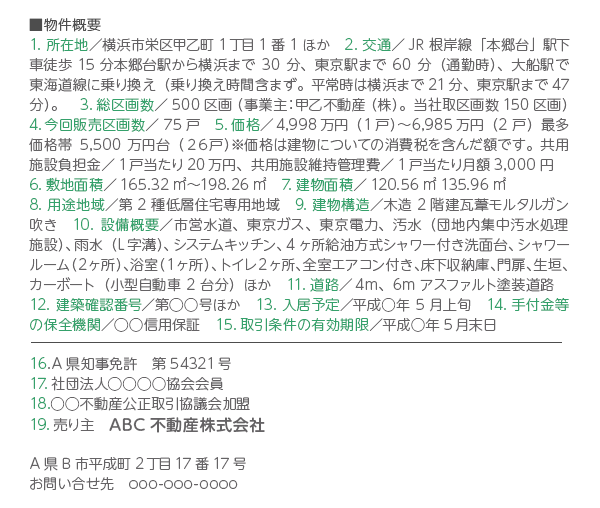 ■物件概要
1. 所在地／横浜市栄区甲乙町 1丁目 1 番 1 ほか　2. 交通／ JR 根岸線「本郷台」駅下
車徒歩 15 分本郷台駅から横浜まで 30 分、東京駅まで 60 分（通勤時）、大船駅で
東海道線に乗り換え（乗り換え時間含まず。平常時は横浜まで 21 分、東京駅まで 47
分）。　3. 総区画数／ 500 区画（事業主：甲乙不動産（株）。当社取区画数 150 区画）
4. 今回販売区画数／ 75 戸　5. 価格／ 4,998 万円（1 戸）〜6,985 万円（2 戸）最多
価格帯 5,500 万円台（26戸）※価格は建物についての消費税を含んだ額です。共用
施設負担金／ 1戸当たり 20 万円、共用施設維持管理費／ 1戸当たり月額 3,000 円
6. 敷地面積／ 165.32 ㎡〜198.26 ㎡　7. 建物面積／ 120.56 ㎡ 135.96 ㎡
8. 用途地域／第 2 種低層住宅専用地域　9. 建物構造／木造 2 階建瓦葺モルタルガン
吹き　10. 設備概要／市営水道、東京ガス、東京電力、汚水（団地内集中汚水処理
施設）、雨水（L字溝）、システムキッチン、4 ヶ所給油方式シャワー付き洗面台、シャワー
ルーム（2ヶ所）、浴室（1ヶ所）、トイレ2ヶ所、全室エアコン付き、床下収納庫、門扉、生垣、
カーボート（小型自動車 2 台分）ほか　11. 道路／ 4m、6m アスファルト塗装道路
12. 建築確認番号／第〇〇号ほか　13. 入居予定／平成〇年 5 月上旬　14. 手付金等
の保全機関／〇〇信用保証　15. 取引条件の有効期限／平成〇年 5 月末日
16.A 県知事免許　第 54321 号
17. 社団法人〇〇〇〇協会会員
18.〇〇不動産公正取引協議会加盟
19. 売り主　ABC 不動産株式会社
A 県 B 市平成町 2丁目 17 番 17 号
お問い合せ先　ooo-ooo-oooo